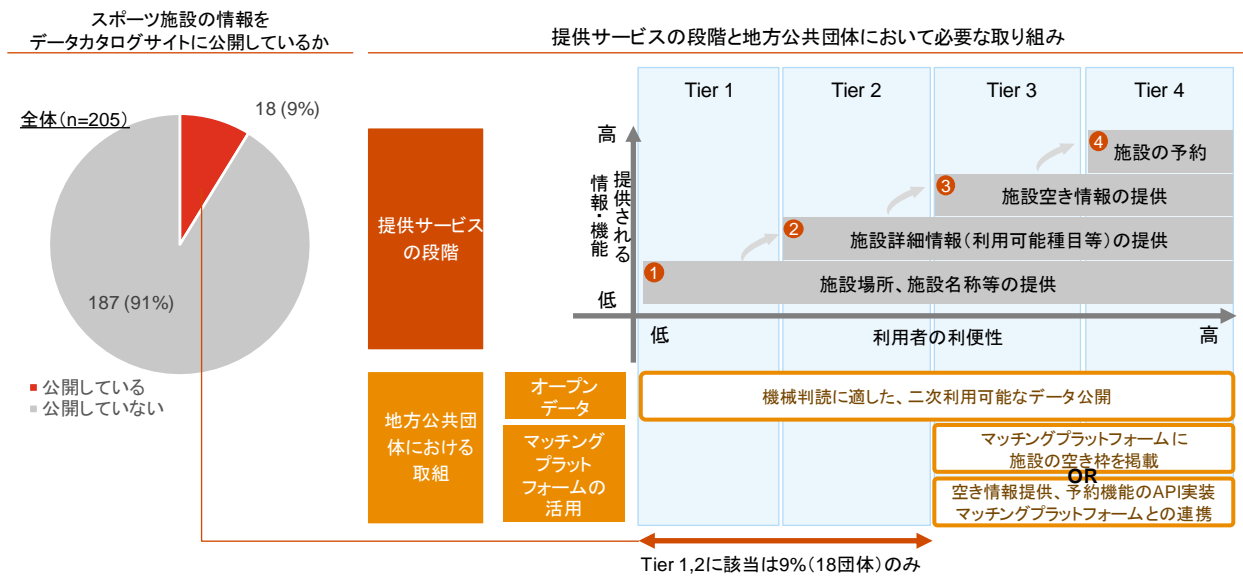 スポーツ施設の情報を
データカタログサイトに公開しているか
全体(n=205)
18 (9%)
187 (91%)
公開している
公開していない
提供サービスの段階と地方公共団体において必要な取り組み
Tier 1
Tier 2
Tier 3
Tier 4
提供サービス
の段階
高
提供される
情報・機能
低
4
施設の予約
3
施設空き情報の提供
2
施設詳細情報(利用可能種目等)の提供
1
施設場所、施設名称等の提供
低
利用者の利便性
高
地方公共団
体における
取組
オープン
データ
機械判読に適した、二次利用可能なデータ公開
マッチング
プラット
フォームの
活用
マッチングプラットフォームに
施設の空き枠を掲載
OR
空き情報提供、予約機能のAPI実装
マッチングプラットフォームとの連携
Tier 1,2に該当は9%(18団体)のみ